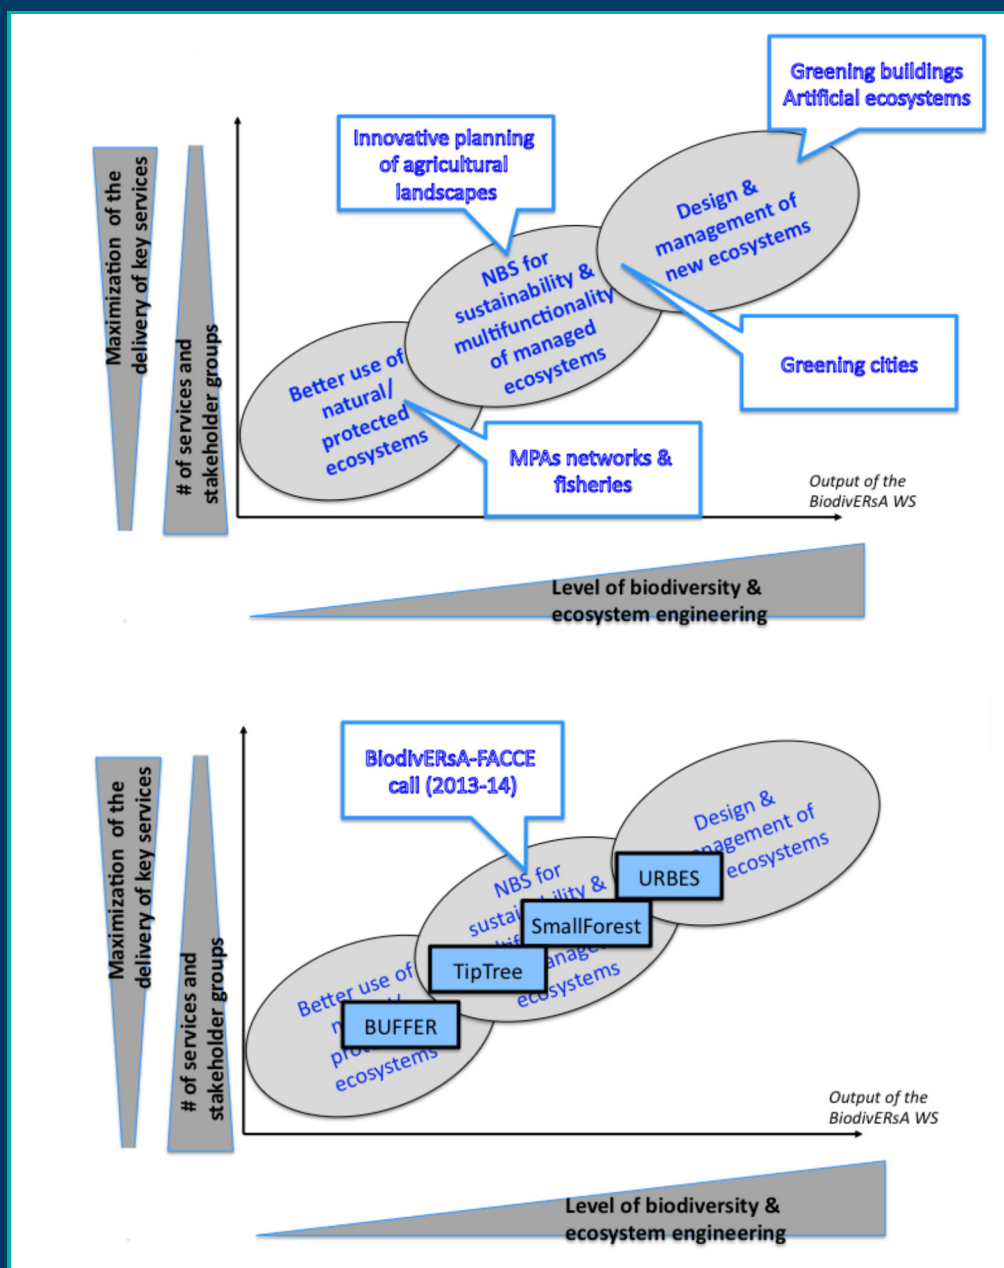 Greening buildings
Artificial ecosystems
Innovative planning
of agricultural
landscapes
Maximization of the
delivery of key services
# of services and
stakeholder groups
Design &
management of
new ecosystems
NBS for
sustainability &
multifunctionality
of managed
ecosystems
Greening cities
Better use of
natural/
protected
ecosystems
MPAs networks &
fisheries
Output of the
BiodivERsA WS
Level of biodiversity &
ecosystem engineering
BiodivERsA-FACCE
call (2013-14)
Maximization of the
delivery of key services
# of services and
stakeholder groups
Design &
ecosystems
URBES
NBS for
SmallForest
TipTree
ecosystems
Better use of
BUFFER
ecosystems
Output of the
BiodivERsA WS
Level of biodiversity &
ecosystem engineering